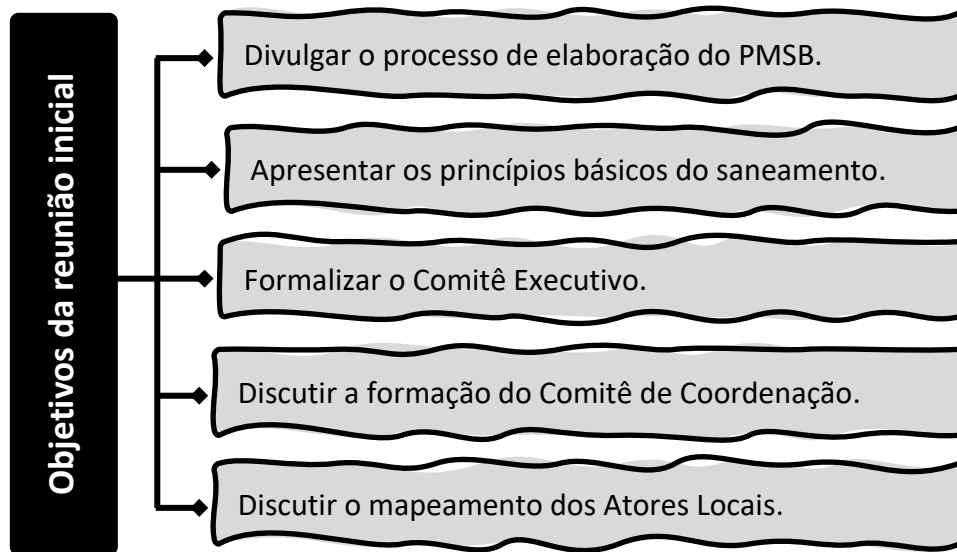 Objetivos da reunião inicial
Divulgar o processo de elaboração do PMSB.
Apresentar os princípios básicos do saneamento.
Formalizar o Comitê Executivo.
Discutir a formação do Comitê de Coordenação.
Discutir o mapeamento dos Atores Locais.